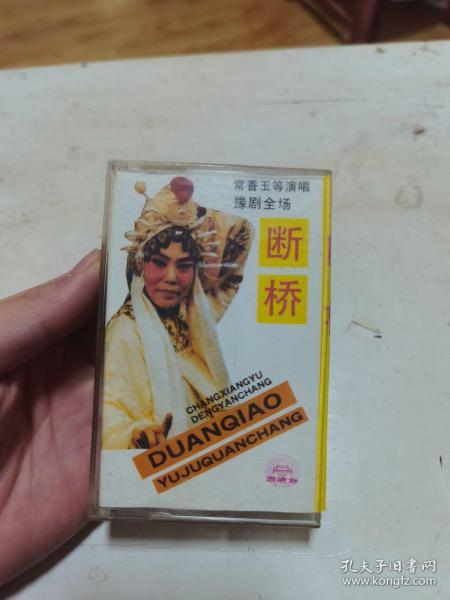 常香玉等演唱
豫剧全场
断
桥
CHANGXIANGYU
DENGYANCHANG
DUANQIAO
YUJUQUANCHANG
孔夫子旧书网
www.kongfz.com